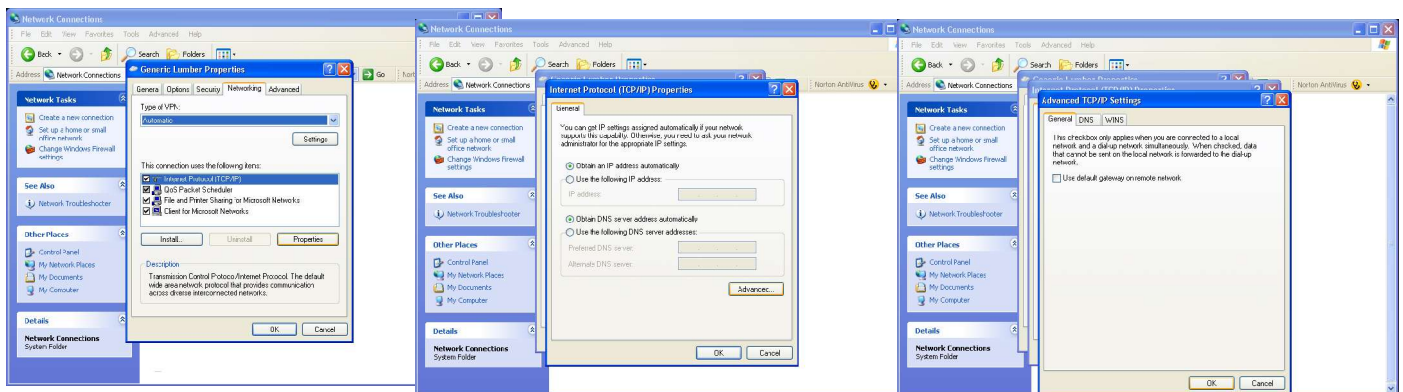 Network Connections
File Edit View Favorites Tools Advanced Help
Back Search Folders
Address Network Connections Go
Network Tasks
Create a new connection
Set up a home or small
office network
Change Windows Firewall
settings
See Also
Network Troubleshooter
Other Places
Control Panel
My Network Places
My Documents
My Computer
Details
Network Connections
System Folder
Generic Lumber Properties
General Options Security Networking Advanced
Type of VPN:
Automatic
Settings
This connection uses the following items:
Internet Protocol (TCP/IP)
QoS Packet Scheduler
File and Printer Sharing for Microsoft Networks
Client for Microsoft Networks
Install... Uninstall Properties
Description
Transmission Control Protocol/Internet Protocol. The default
wide area network protocol that provides communication
across diverse interconnected networks.
OK Cancel
Network Connections
File Edit View Favorites Tools Advanced Help
Back Search Folders
Address Network Connections Norton AntiVirus
Network Tasks
Create a new connection
Set up a home or small
office network
Change Windows Firewall
settings
See Also
Network Troubleshooter
Other Places
Control Panel
My Network Places
My Documents
My Computer
Details
Network Connections
System Folder
Generic Lumber Properties
Internet Protocol (TCP/IP) Properties
General
You can get IP settings assigned automatically if your network
supports this capability. Otherwise, you need to ask your network
administrator for the appropriate IP settings.
Obtain an IP address automatically
Use the following IP address:
IP address:
Obtain DNS server address automatically
Use the following DNS server addresses:
Preferred DNS server:
Alternate DNS server:
Advanced...
OK Cancel
Network Connections
File Edit View Favorites Tools Advanced Help
Back Search Folders
Address Network Connections Norton AntiVirus
Network Tasks
Create a new connection
Set up a home or small
office network
Change Windows Firewall
settings
See Also
Network Troubleshooter
Other Places
Control Panel
My Network Places
My Documents
My Computer
Details
Network Connections
System Folder
Generic Lumber Properties
Internet Protocol (TCP/IP) Properties
Advanced TCP/IP Settings
General DNS WINS
This checkbox only applies when you are connected to a local
network and a dial-up network simultaneously. When checked, data
that cannot be sent on the local network is forwarded to the dial-up
network.
Use default gateway on remote network
OK Cancel